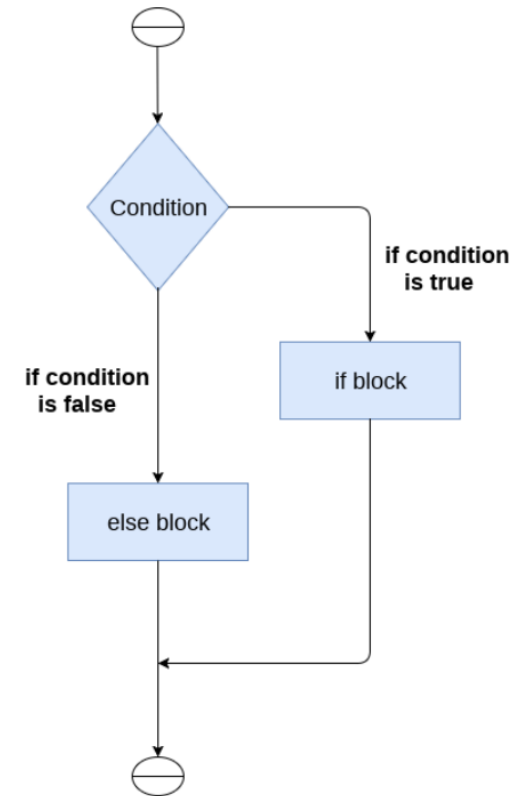 Condition
if condition
is true
if block
if condition
is false
else block